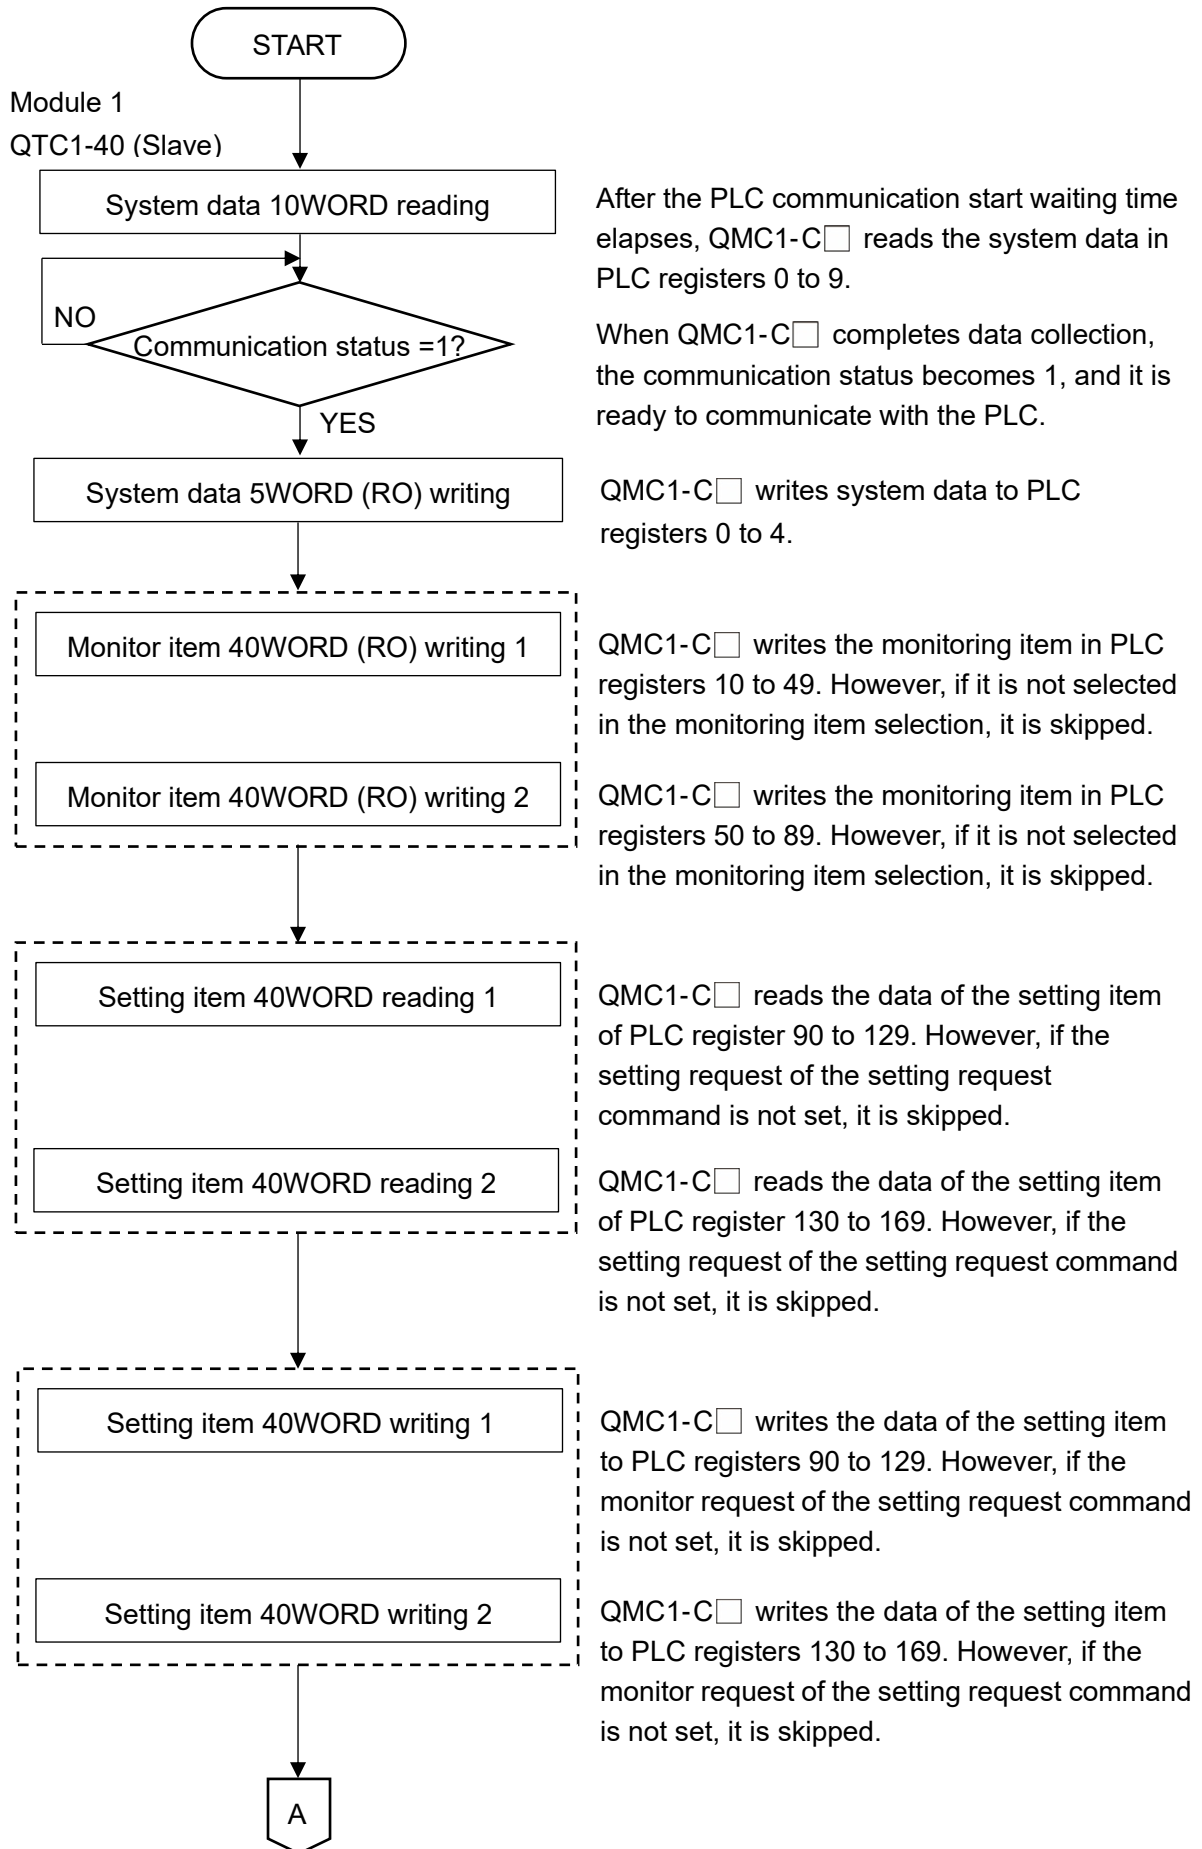 START
Module 1
QTC1-40 (Slave)
System data 10WORD reading
After the PLC communication start waiting time
elapses, QMC1-C□ reads the system data in
PLC registers 0 to 9.
NO
Communication status =1?
When QMC1-C□ completes data collection,
the communication status becomes 1, and it is
ready to communicate with the PLC.
YES
System data 5WORD (RO) writing
QMC1-C□ writes system data to PLC
registers 0 to 4.
Monitor item 40WORD (RO) writing 1
QMC1-C□ writes the monitoring item in PLC
registers 10 to 49. However, if it is not selected
in the monitoring item selection, it is skipped.
Monitor item 40WORD (RO) writing 2
QMC1-C□ writes the monitoring item in PLC
registers 50 to 89. However, if it is not selected
in the monitoring item selection, it is skipped.
Setting item 40WORD reading 1
QMC1-C□ reads the data of the setting item
of PLC register 90 to 129. However, if the
setting request of the setting request
command is not set, it is skipped.
Setting item 40WORD reading 2
QMC1-C□ reads the data of the setting item
of PLC register 130 to 169. However, if the
setting request of the setting request command
is not set, it is skipped.
Setting item 40WORD writing 1
QMC1-C□ writes the data of the setting item
to PLC registers 90 to 129. However, if the
monitor request of the setting request command
is not set, it is skipped.
Setting item 40WORD writing 2
QMC1-C□ writes the data of the setting item
to PLC registers 130 to 169. However, if the
monitor request of the setting request command
is not set, it is skipped.
A